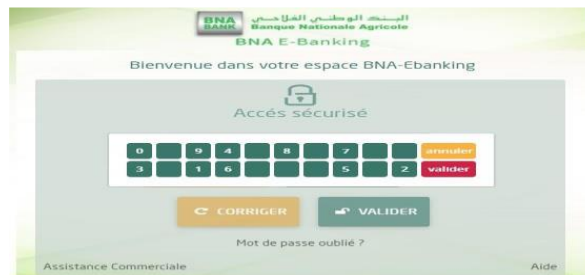 BNA BANK البنك الوطني الفلاحي
Banque Nationale Agricole
BNA E-Banking
Bienvenue dans votre espace BNA-Ebanking
Accés sécurisé
0 9 4 8 7 annuler
3 1 6 5 2 valider
CORRIGER VALIDER
Mot de passe oublié ?
Assistance Commerciale Aide